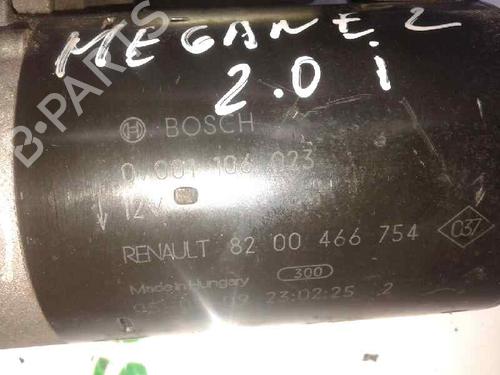 MEGANE 2
2.0 i
BOSCH
0 001 106 023
12V
RENAULT 82 00 466 754 037
300
Made in Hungary
23:02:25 2
B-PARTS